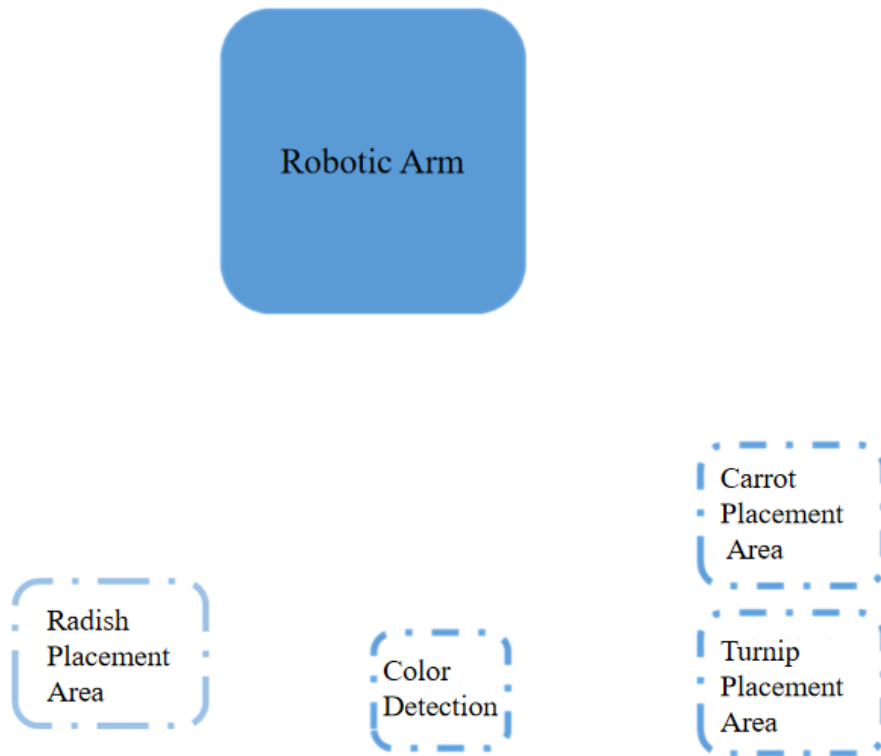 Robotic Arm
Carrot
Placement
Area
Radish
Placement
Area
Color
Detection
Turnip
Placement
Area